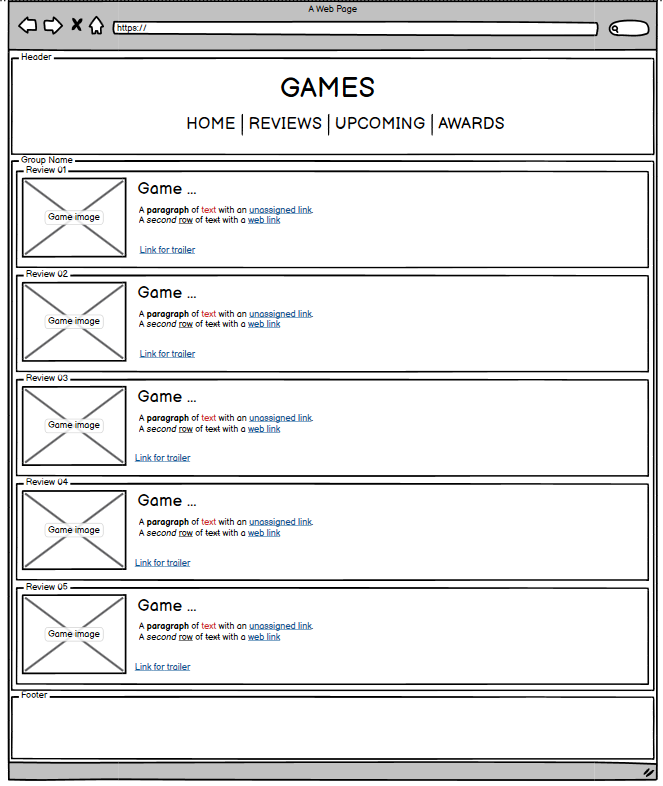 A Web Page
https://
Header
GAMES
HOME | REVIEWS | UPCOMING | AWARDS
Group Name
Review 01
Game image
Game ...
A paragraph of text with an unassigned link.
A second row of text with a web link
Link for trailer
Review 02
Game image
Game ...
A paragraph of text with an unassigned link.
A second row of text with a web link
Link for trailer
Review 03
Game image
Game ...
A paragraph of text with an unassigned link.
A second row of text with a web link
Link for trailer
Review 04
Game image
Game ...
A paragraph of text with an unassigned link.
A second row of text with a web link
Link for trailer
Review 05
Game image
Game ...
A paragraph of text with an unassigned link.
A second row of text with a web link
Link for trailer
Footer